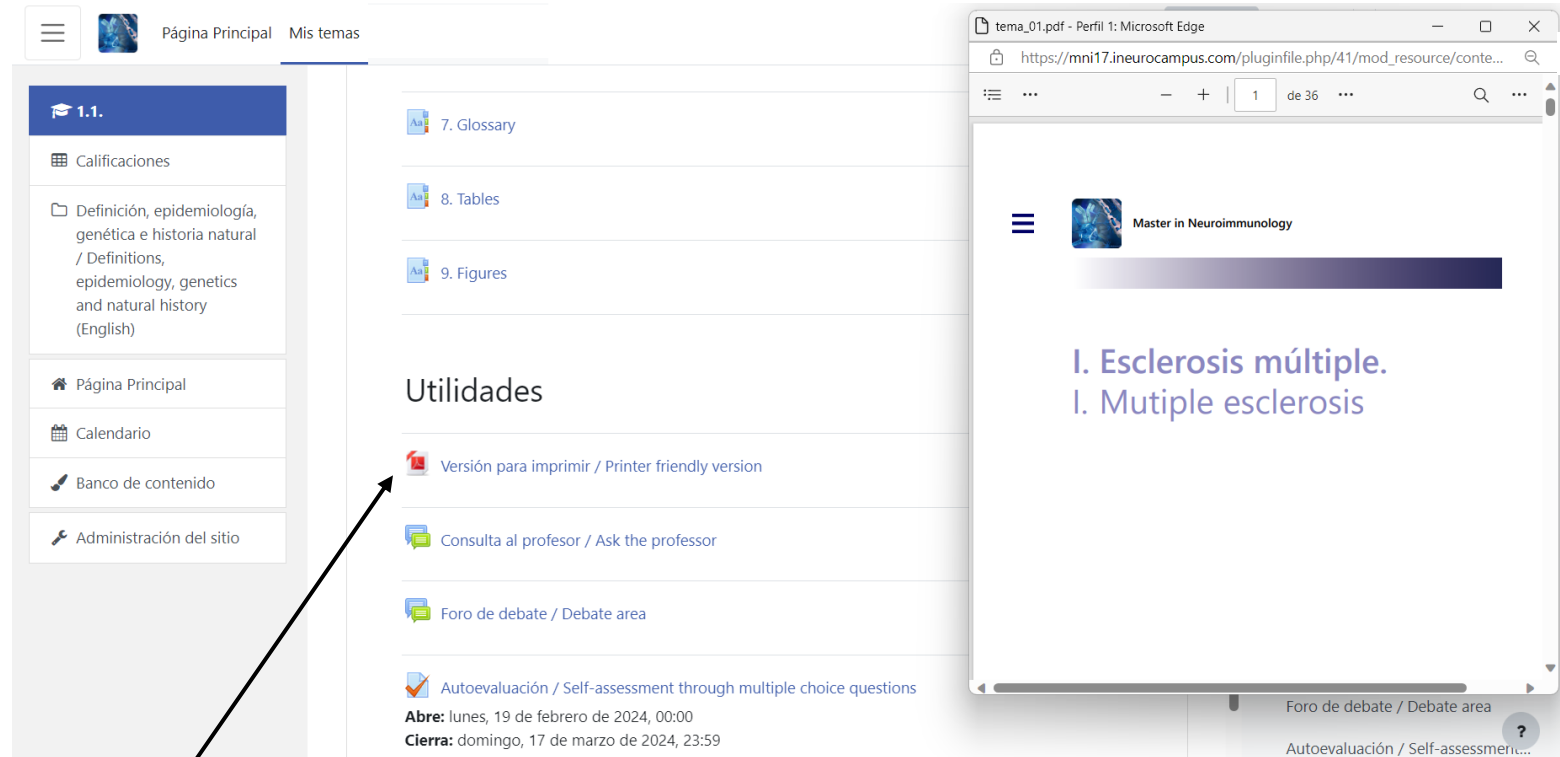 Página Principal Mis temas
1.1.
Calificaciones
Definición, epidemiología,
genética e historia natural
/ Definitions,
epidemiology, genetics
and natural history
(English)
Página Principal
Calendario
Banco de contenido
Administración del sitio
7. Glossary
8. Tables
9. Figures
Utilidades
Versión para imprimir / Printer friendly version
Consulta al profesor / Ask the professor
Foro de debate / Debate area
Autoevaluación / Self-assessment through multiple choice questions
Abre: lunes, 19 de febrero de 2024, 00:00
Cierra: domingo, 17 de marzo de 2024, 23:59
tema_01.pdf - Perfil 1: Microsoft Edge
https://mni17.ineurocampus.com/pluginfile.php/41/mod_resource/conte...
1 de 36
Master in Neuroimmunology
I. Esclerosis múltiple.
I. Mutiple esclerosis
Foro de debate / Debate area
Autoevaluación / Self-assessment...
?